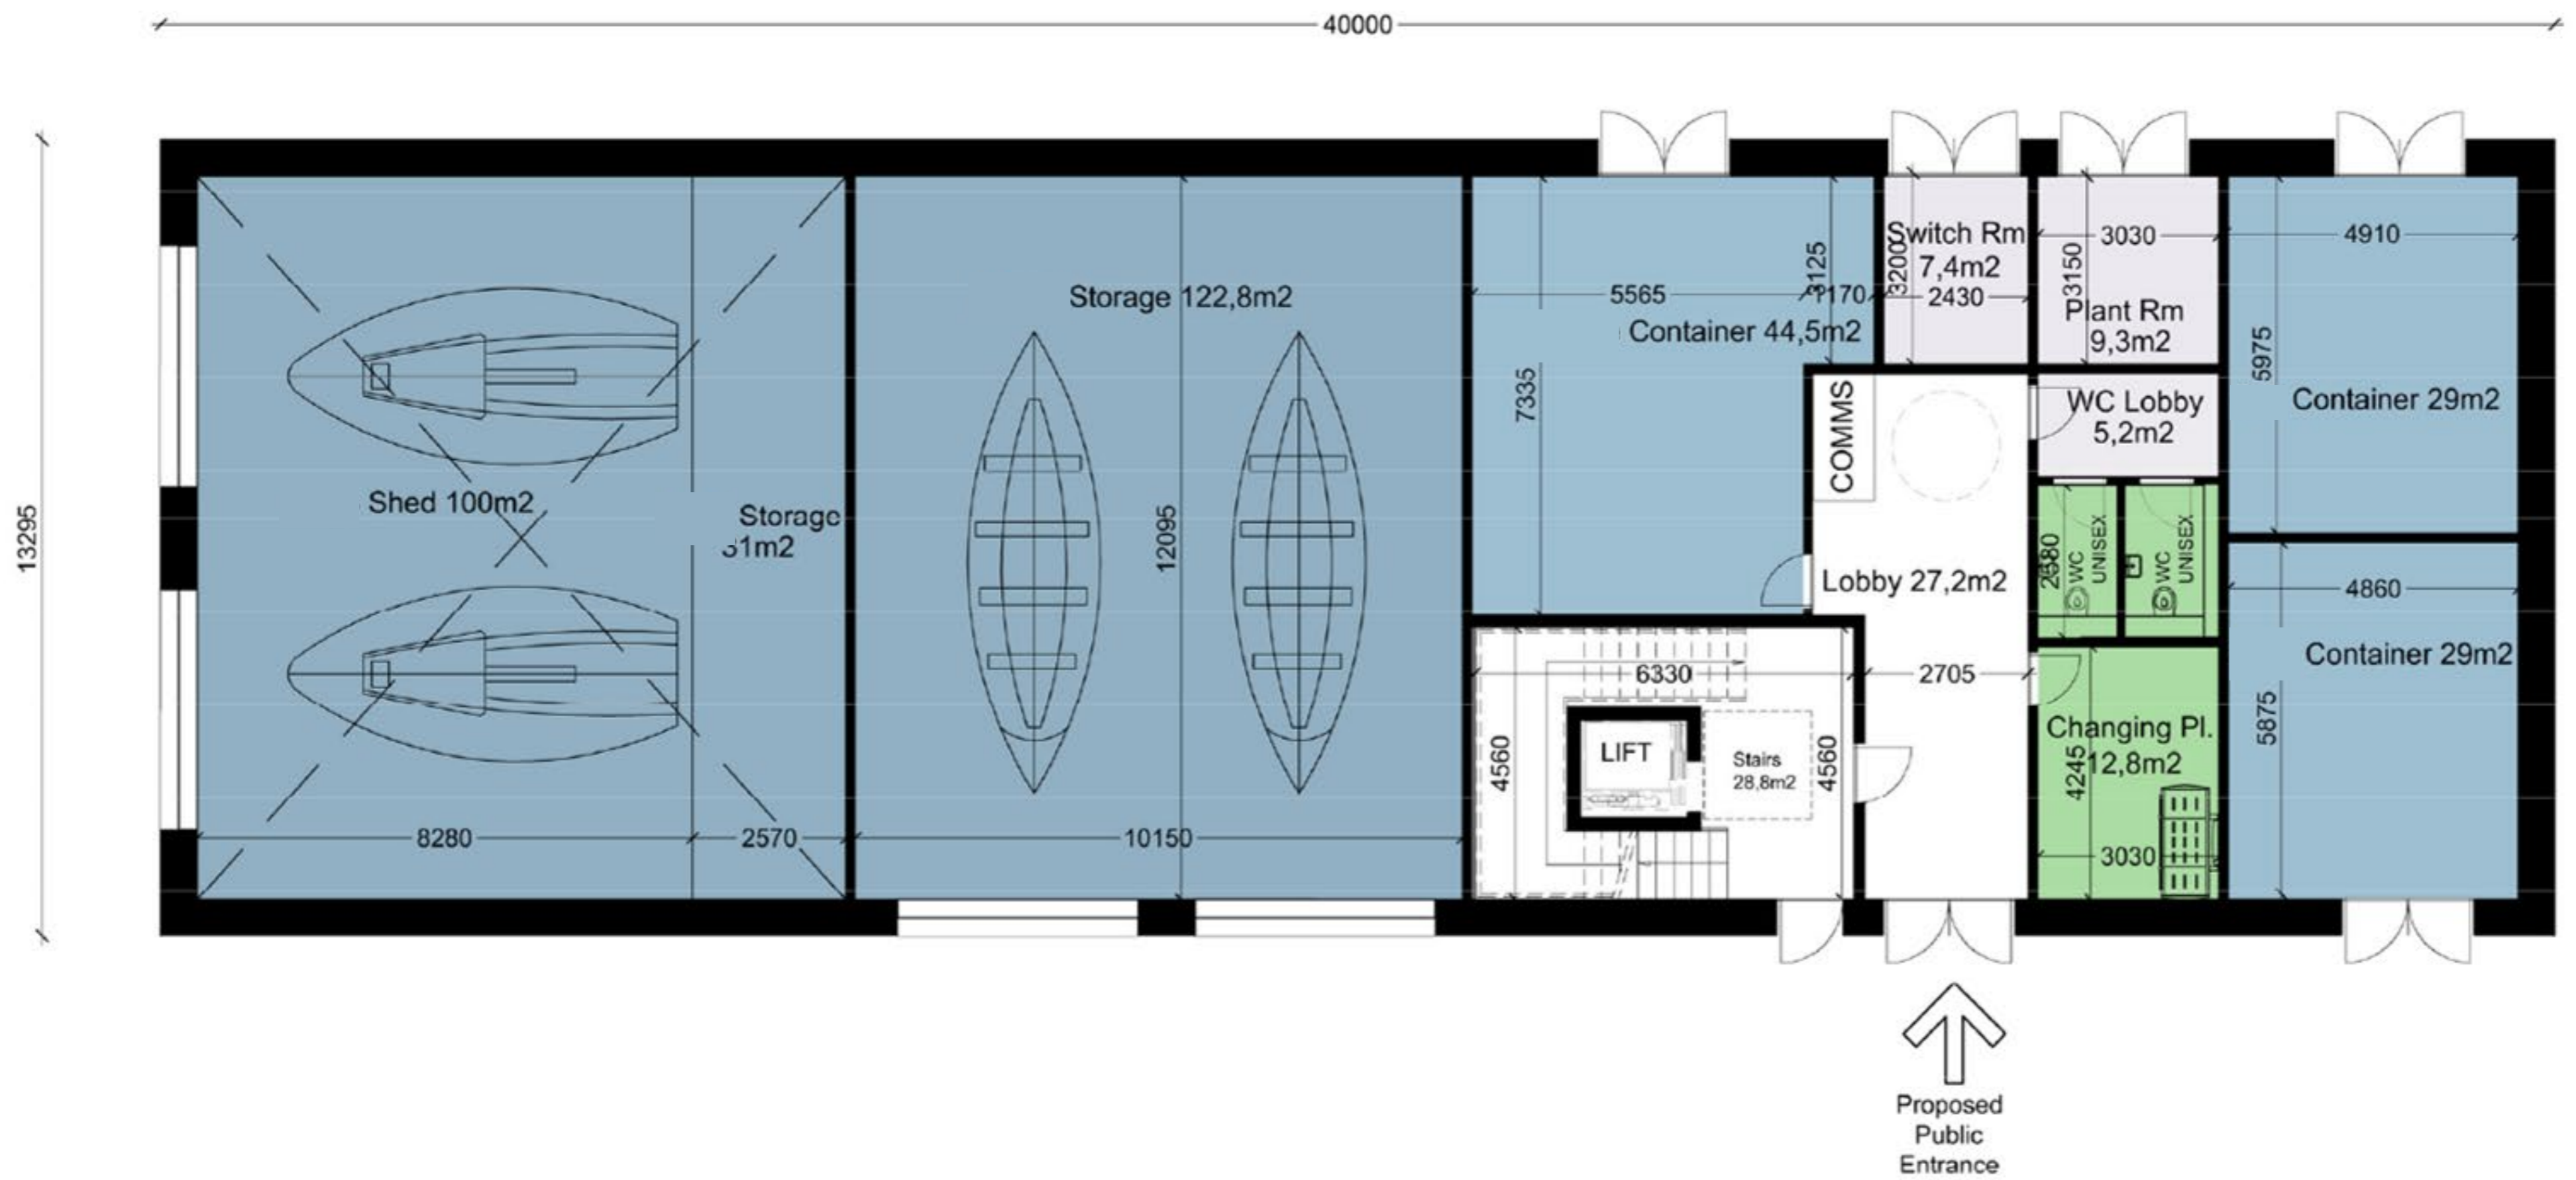 40000
13295
Shed 100m2
Storage
31m2
8280
2570
Storage 122,8m2
12095
10150
5565
1170
3125
7335
Container 44,5m2
Switch Rm
7,4m2
3200
2430
3030
3150
Plant Rm
9,3m2
4910
5975
Container 29m2
COMMS
WC Lobby
5,2m2
WC
UNISEX
WC
UNISEX
Lobby 27,2m2
4860
Container 29m2
5875
6330
2705
4560
LIFT
Stairs
28,8m2
4560
Changing Pl.
12,8m2
4245
3030
Proposed
Public
Entrance